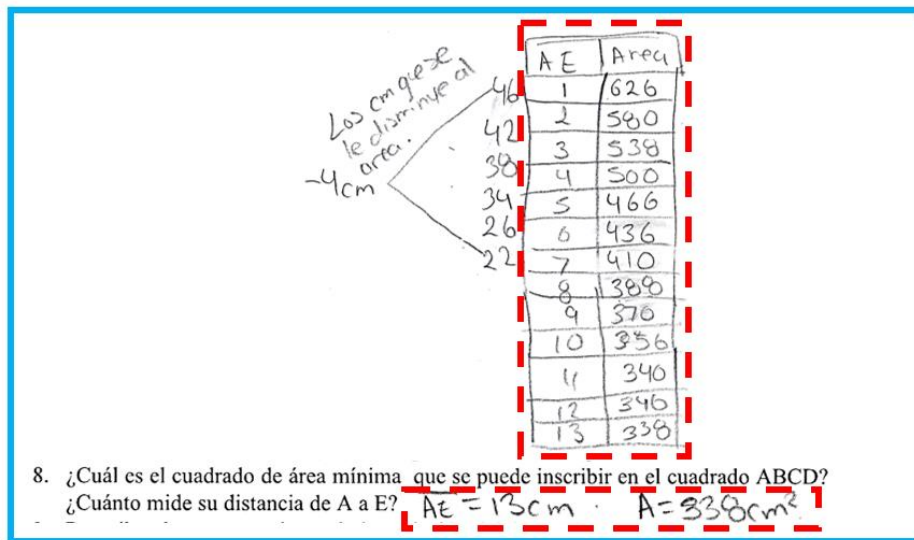 Los cm que se
le disminye al
area.
-4cm
46
42
38
34
26
22
AE Area
1 626
2 580
3 538
4 500
5 466
6 436
7 410
8 388
9 370
10 356
11 340
12 346
13 338
8. ¿Cuál es el cuadrado de área mínima que se puede inscribir en el cuadrado ABCD?
¿Cuánto mide su distancia de A a E? AE = 13cm . A=338cm²